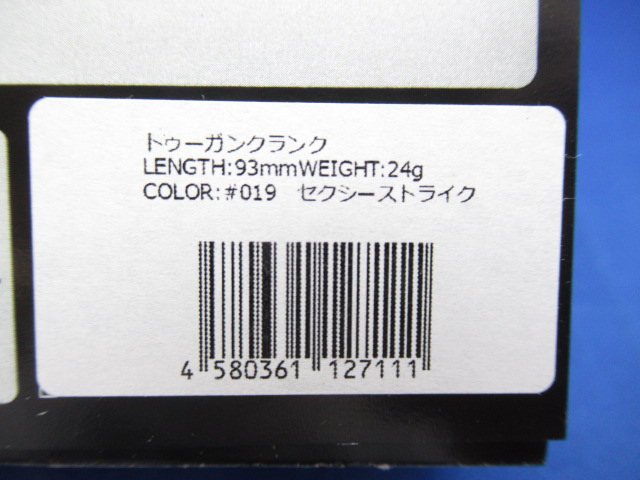 トゥーガンクランク
LENGTH:93mmWEIGHT:24g
COLOR:#019 セクシーストライク
4 580361 127111